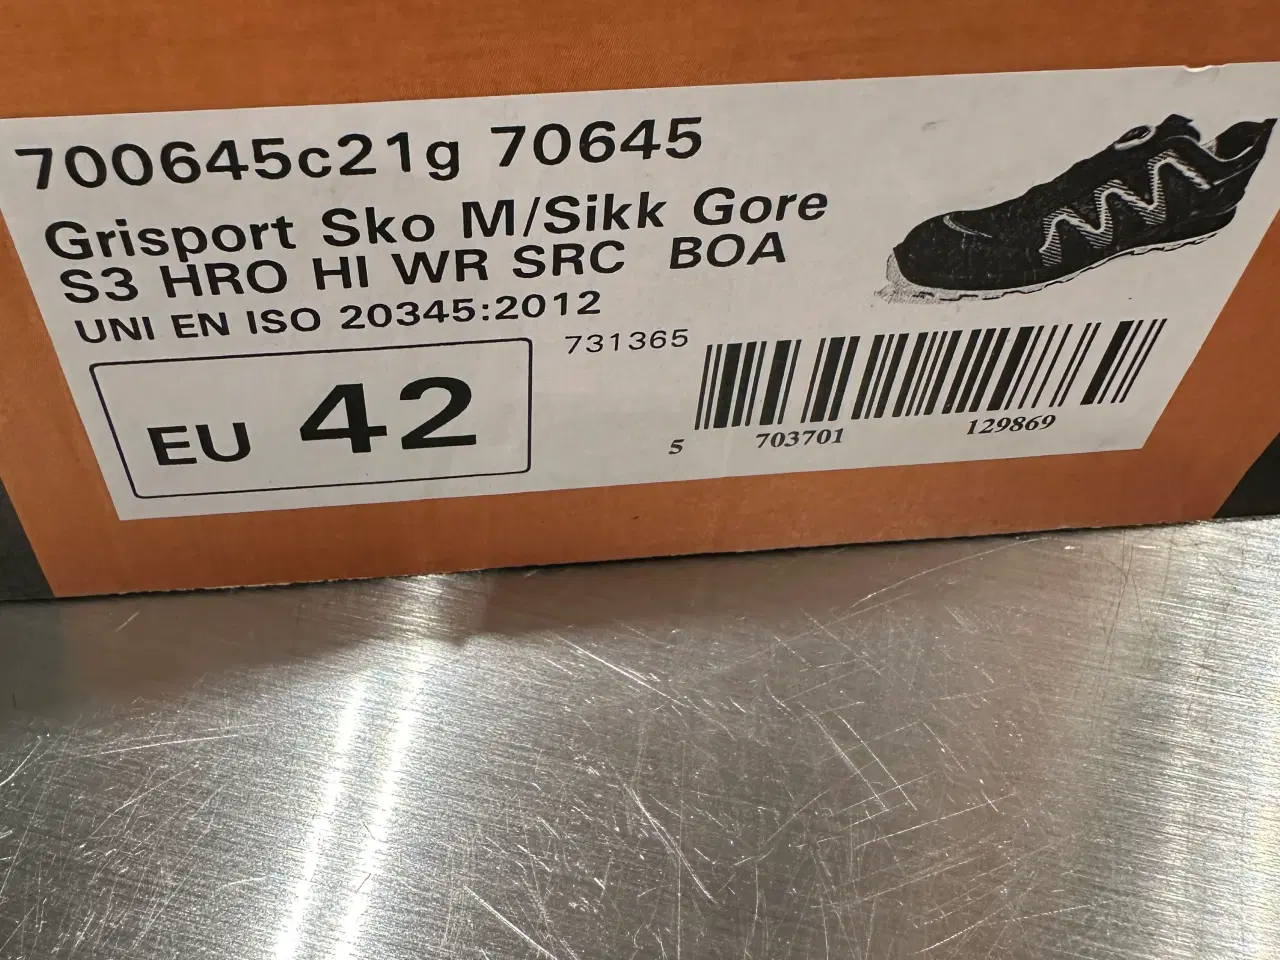 700645c21g 70645
Grisport Sko M/Sikk Gore
S3 HRO HI WR SRC BOA
UNI EN ISO 20345:2012
731365
EU 42
5 703701 129869